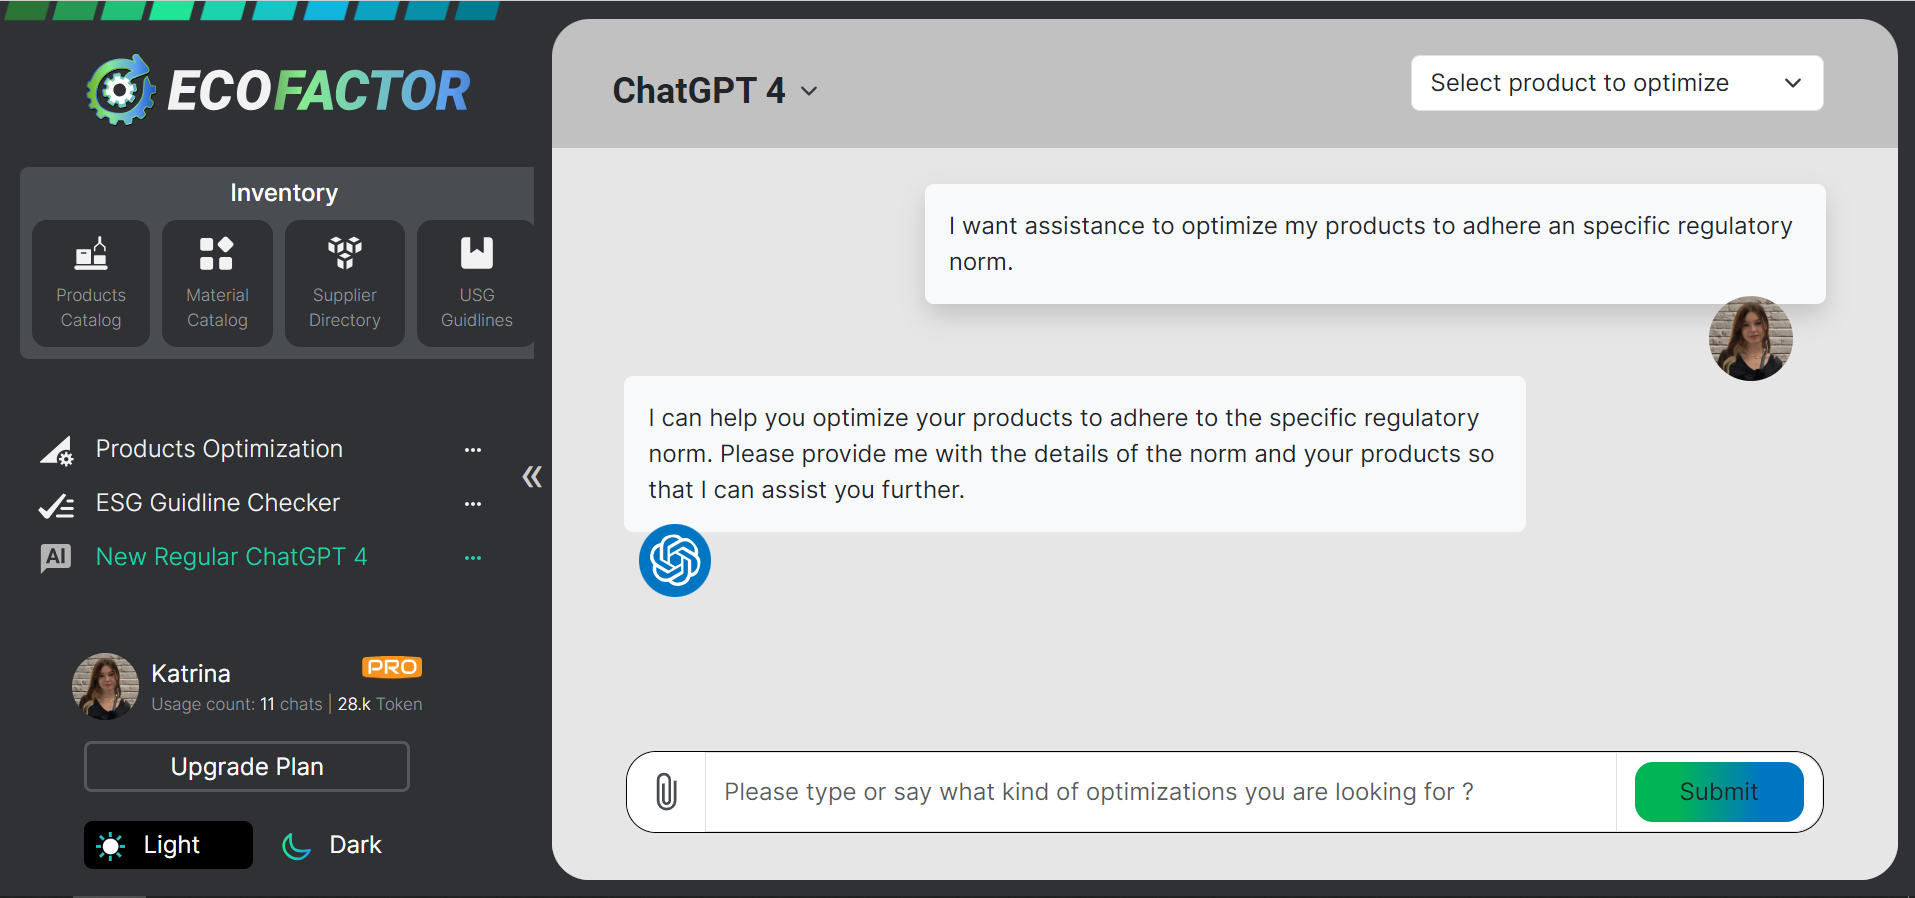 ECOFACTOR
Inventory
Products
Catalog
Material
Catalog
Supplier
Directory
USG
Guidlines
Products Optimization
ESG Guidline Checker
AI
New Regular ChatGPT 4
Katrina
PRO
Usage count: 11 chats | 28.k Token
Upgrade Plan
Light
Dark
ChatGPT 4
Select product to optimize
I want assistance to optimize my products to adhere an specific regulatory
norm.
I can help you optimize your products to adhere to the specific regulatory
norm. Please provide me with the details of the norm and your products so
that I can assist you further.
Please type or say what kind of optimizations you are looking for ?
Submit